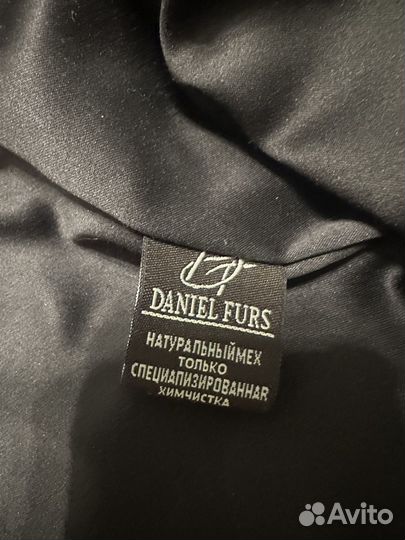 DANIEL FURS
НАТУРАЛЬНЫЙМЕХ
ТОЛЬКО
СПЕЦИАПИЗИРОВАННАЯ
ХИМЧИСТКА
Avito